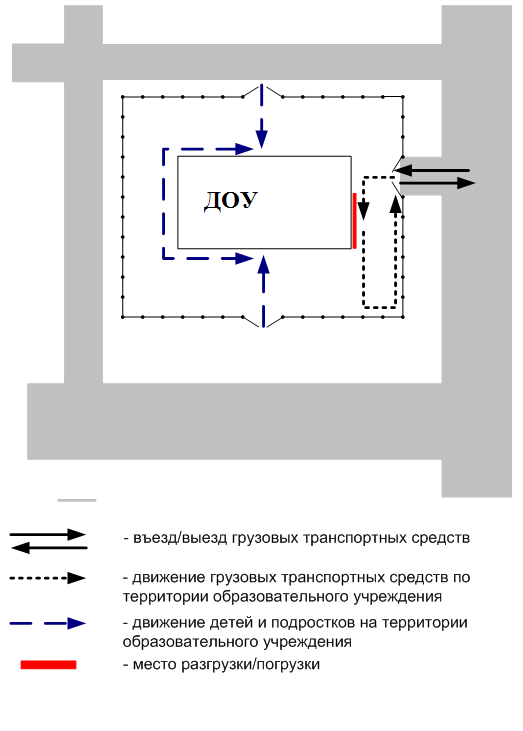 ДОУ
- въезд/выезд грузовых транспортных средств
- движение грузовых транспортных средств по
территории образовательного учреждения
- движение детей и подростков на территории
образовательного учреждения
- место разгрузки/погрузки